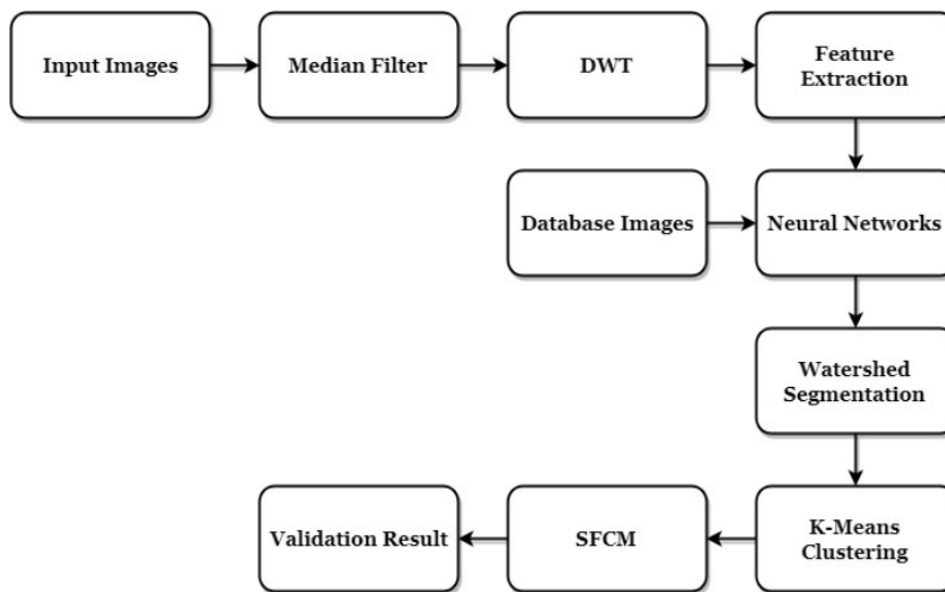 Input Images
Median Filter
DWT
Feature
Extraction
Database Images
Neural Networks
Watershed
Segmentation
Validation Result
SFCM
K-Means
Clustering